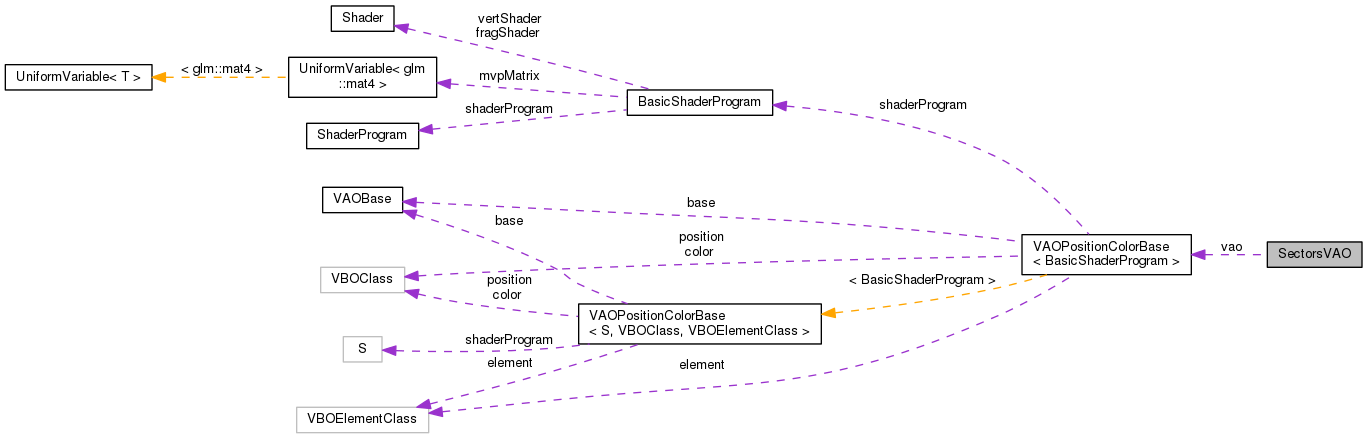 Shader
vertShader
fragShader
UniformVariable< T >
< glm::mat4 >
UniformVariable< glm
::mat4 >
mvpMatrix
BasicShaderProgram
shaderProgram
shaderProgram
ShaderProgram
VAOBase
base
base
position
color
VAOPositionColorBase
< BasicShaderProgram >
vao
SectorsVAO
VBOClass
position
color
< BasicShaderProgram >
VAOPositionColorBase
< S, VBOClass, VBOElementClass >
S
shaderProgram
element
element
VBOElementClass